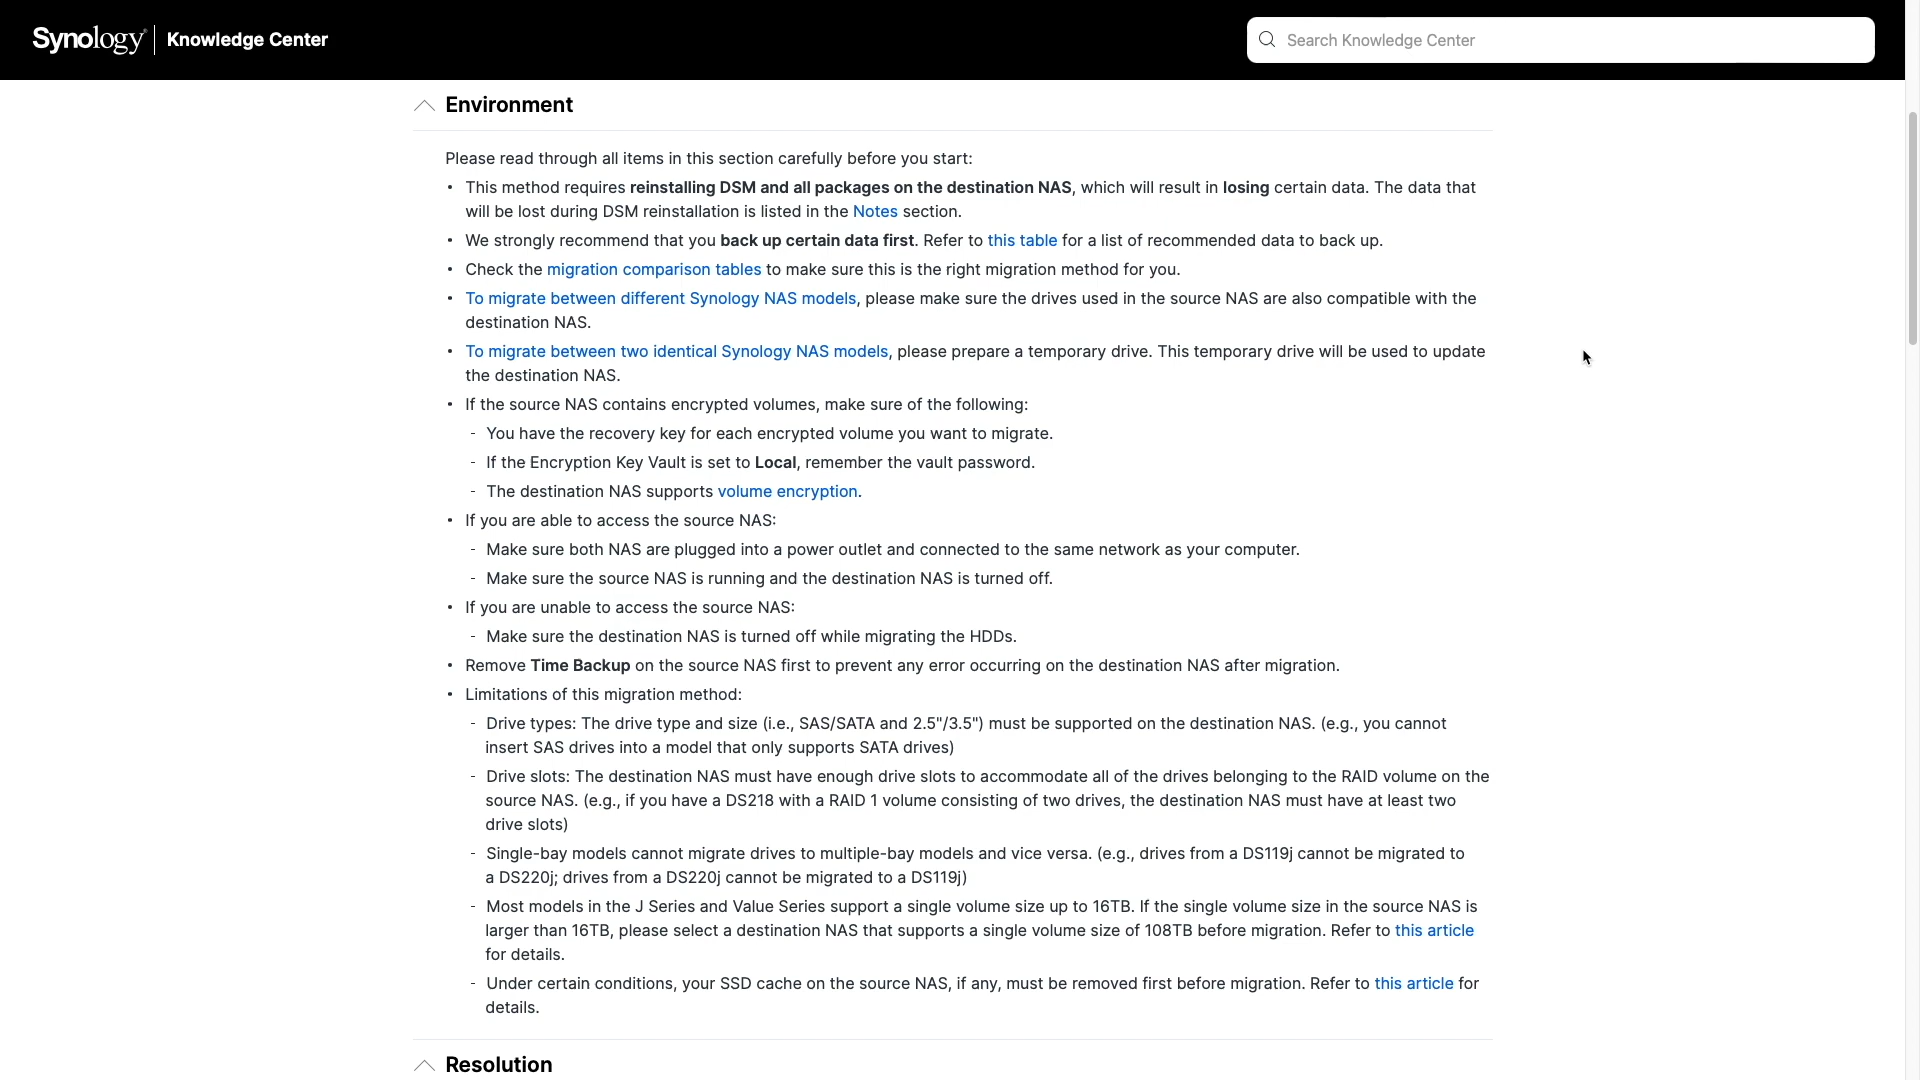 Synology Knowledge Center
Search Knowledge Center
Environment
Please read through all items in this section carefully before you start:
• This method requires reinstalling DSM and all packages on the destination NAS, which will result in losing certain data. The data that
will be lost during DSM reinstallation is listed in the Notes section.
• We strongly recommend that you back up certain data first. Refer to this table for a list of recommended data to back up.
• Check the migration comparison tables to make sure this is the right migration method for you.
• To migrate between different Synology NAS models, please make sure the drives used in the source NAS are also compatible with the
destination NAS.
• To migrate between two identical Synology NAS models, please prepare a temporary drive. This temporary drive will be used to update
the destination NAS.
• If the source NAS contains encrypted volumes, make sure of the following:
- You have the recovery key for each encrypted volume you want to migrate.
- If the Encryption Key Vault is set to Local, remember the vault password.
- The destination NAS supports volume encryption.
• If you are able to access the source NAS:
- Make sure both NAS are plugged into a power outlet and connected to the same network as your computer.
- Make sure the source NAS is running and the destination NAS is turned off.
• If you are unable to access the source NAS:
- Make sure the destination NAS is turned off while migrating the HDDs.
• Remove Time Backup on the source NAS first to prevent any error occurring on the destination NAS after migration.
• Limitations of this migration method:
- Drive types: The drive type and size (i.e., SAS/SATA and 2.5"/3.5") must be supported on the destination NAS. (e.g., you cannot
insert SAS drives into a model that only supports SATA drives)
- Drive slots: The destination NAS must have enough drive slots to accommodate all of the drives belonging to the RAID volume on the
source NAS. (e.g., if you have a DS218 with a RAID 1 volume consisting of two drives, the destination NAS must have at least two
drive slots)
- Single-bay models cannot migrate drives to multiple-bay models and vice versa. (e.g., drives from a DS119j cannot be migrated to
a DS220j; drives from a DS220j cannot be migrated to a DS119j)
- Most models in the J Series and Value Series support a single volume size up to 16TB. If the single volume size in the source NAS is
larger than 16TB, please select a destination NAS that supports a single volume size of 108TB before migration. Refer to this article
for details.
- Under certain conditions, your SSD cache on the source NAS, if any, must be removed first before migration. Refer to this article for
details.
Resolution